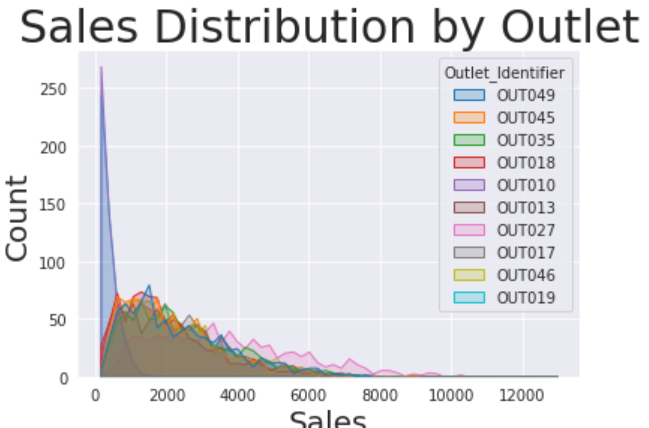 Sales Distribution by Outlet
Outlet_Identifier
OUT049
OUT045
OUT035
OUT018
OUT010
OUT013
OUT027
OUT017
OUT046
OUT019
Count
250
200
150
100
50
0
0 2000 4000 6000 8000 10000 12000
Sales